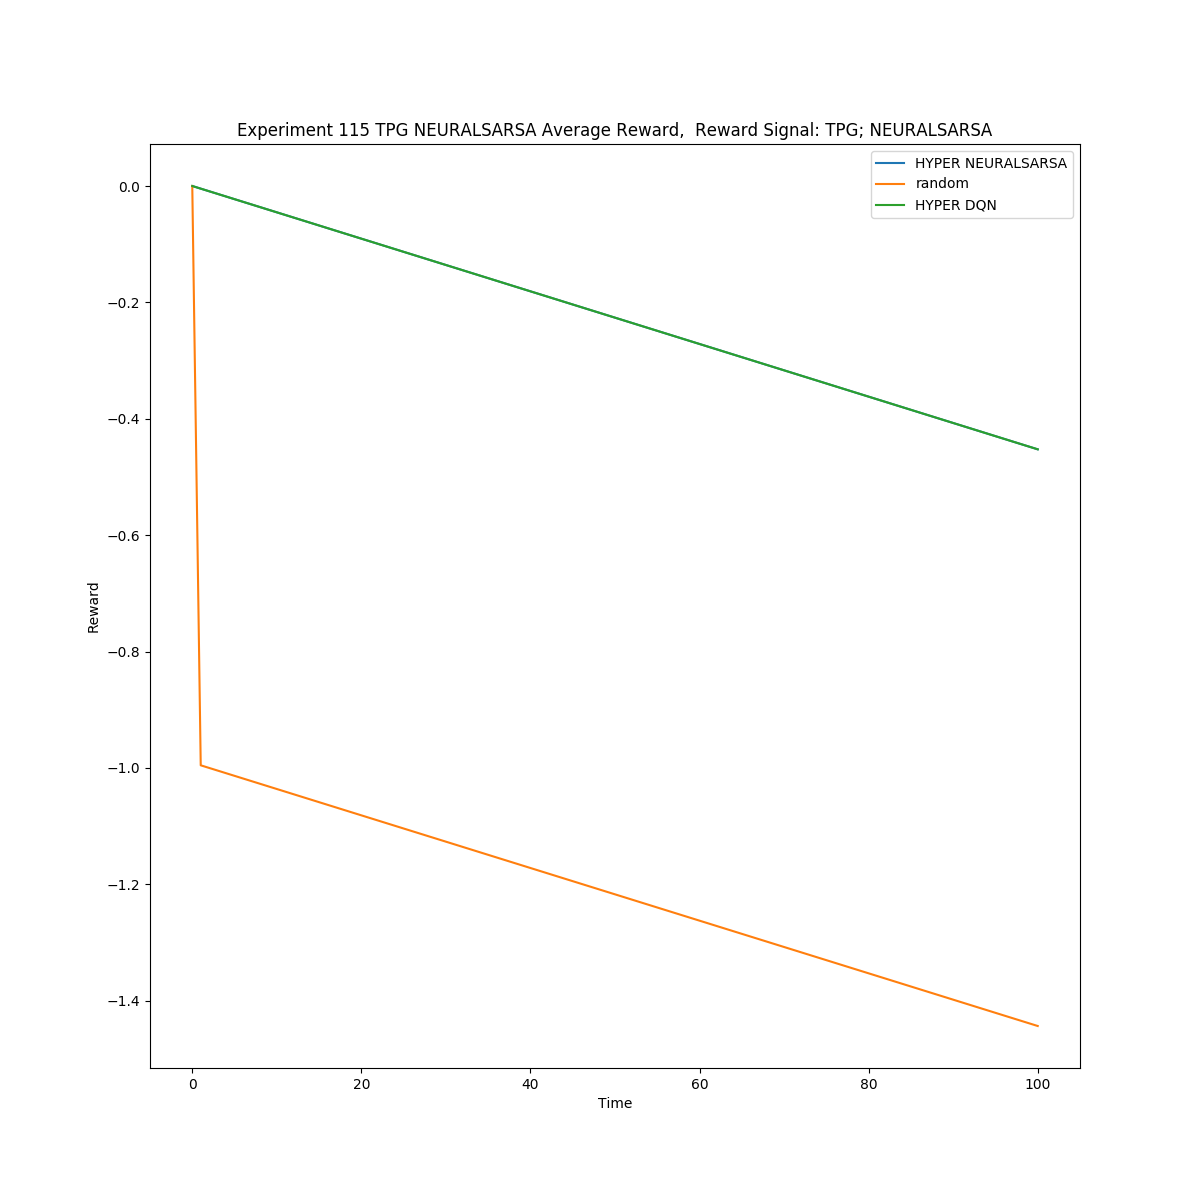 Experiment 115 TPG NEURALSARSA Average Reward,  Reward Signal: TPG; NEURALSARSA
HYPER NEURALSARSA
random
HYPER DQN
0.0
−0.2
−0.4
−0.6
−0.8
−1.0
−1.2
−1.4
Reward
0 20 40 60 80 100
Time